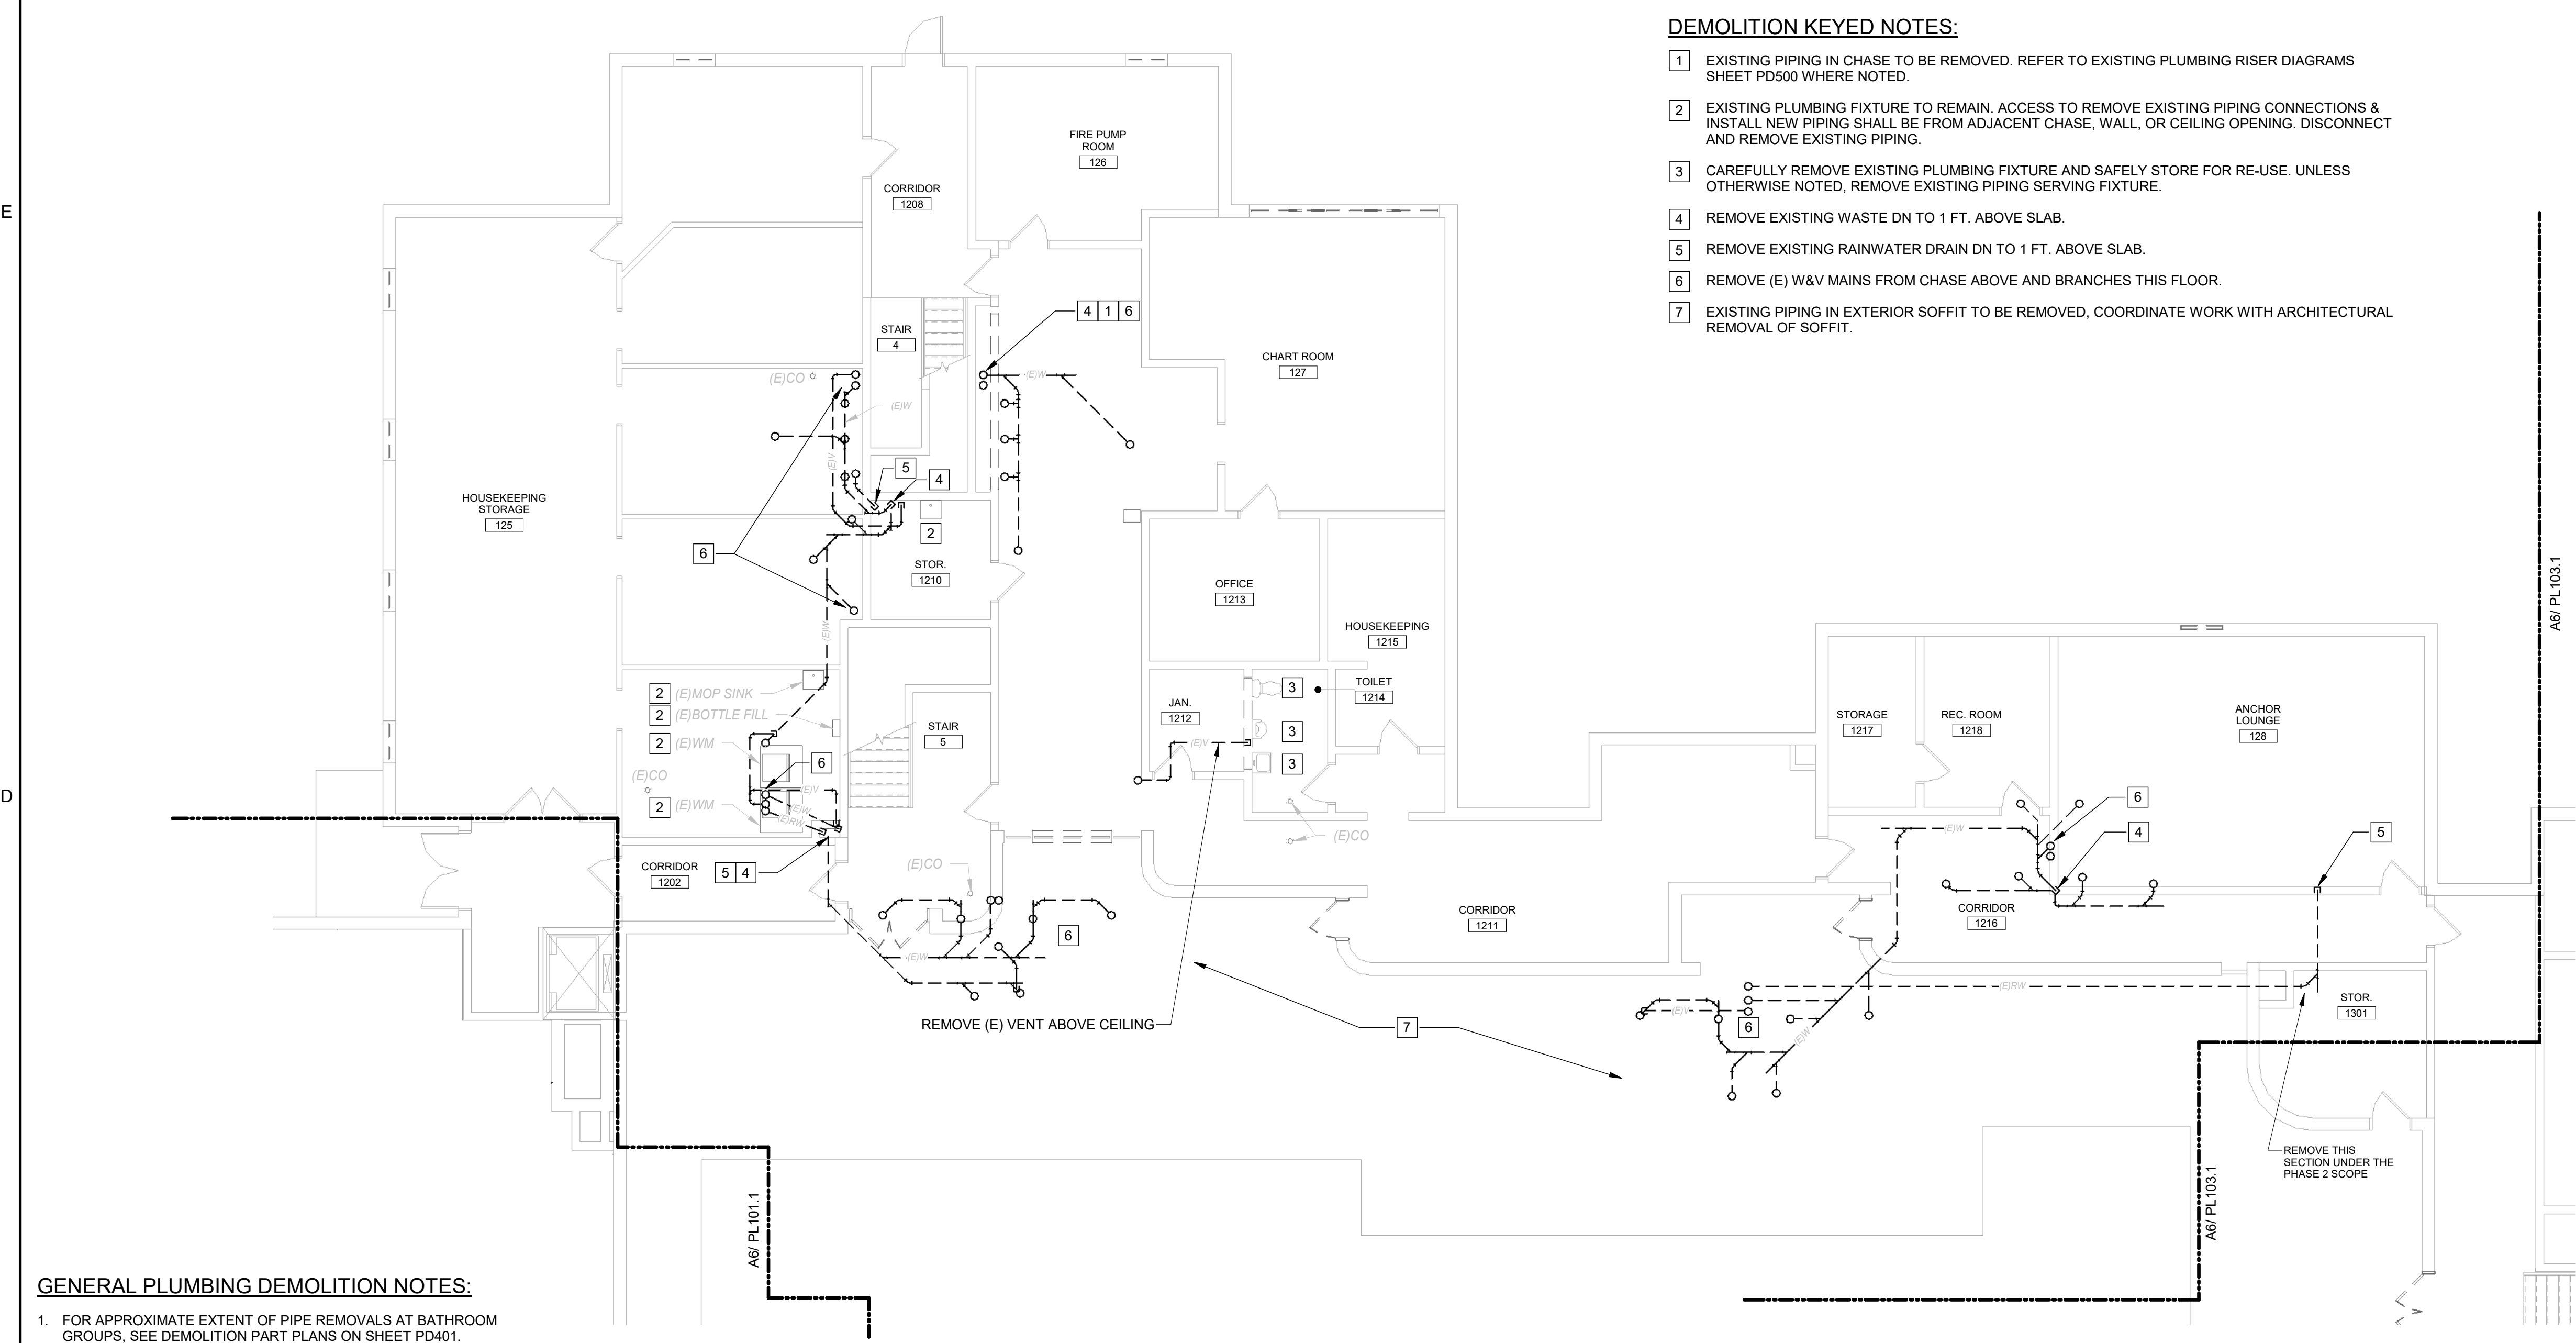 DEMOLITION KEYED NOTES:
1 EXISTING PIPING IN CHASE TO BE REMOVED. REFER TO EXISTING PLUMBING RISER DIAGRAMS
SHEET PD500 WHERE NOTED.
2 EXISTING PLUMBING FIXTURE TO REMAIN. ACCESS TO REMOVE EXISTING PIPING CONNECTIONS &
INSTALL NEW PIPING SHALL BE FROM ADJACENT CHASE, WALL, OR CEILING OPENING. DISCONNECT
AND REMOVE EXISTING PIPING.
3 CAREFULLY REMOVE EXISTING PLUMBING FIXTURE AND SAFELY STORE FOR RE-USE. UNLESS
OTHERWISE NOTED, REMOVE EXISTING PIPING SERVING FIXTURE.
4 REMOVE EXISTING WASTE DN TO 1 FT. ABOVE SLAB.
5 REMOVE EXISTING RAINWATER DRAIN DN TO 1 FT. ABOVE SLAB.
6 REMOVE (E) W&V MAINS FROM CHASE ABOVE AND BRANCHES THIS FLOOR.
7 EXISTING PIPING IN EXTERIOR SOFFIT TO BE REMOVED, COORDINATE WORK WITH ARCHITECTURAL
REMOVAL OF SOFFIT.
E
D
FIRE PUMP
ROOM
126
CORRIDOR
1208
STAIR
4
4 1 6
CHART ROOM
127
(E)CO
(E)W
(E)W
(E)V
5
4
2
HOUSEKEEPING
STORAGE
125
6
STOR.
1210
OFFICE
1213
(E)W
HOUSEKEEPING
1215
TOILET
1214
3
3
3
JAN.
1212
(E)V
2 (E)MOP SINK
2 (E)BOTTLE FILL
2 (E)WM
(E)CO
2 (E)WM
6
(E)V
(E)W
(E)RW
STAIR
5
(E)CO
CORRIDOR
1202
5 4
(E)CO
(E)W
6
REMOVE (E) VENT ABOVE CEILING
7
CORRIDOR
1211
STORAGE
1217
REC. ROOM
1218
ANCHOR
LOUNGE
128
6
4
5
(E)W
CORRIDOR
1216
(E)RW
(E)V
6
(E)W
STOR.
1301
REMOVE THIS
SECTION UNDER THE
PHASE 2 SCOPE
A6/ PL103.1
A6/ PL103.1
A6/ PL101.1
GENERAL PLUMBING DEMOLITION NOTES:
1. FOR APPROXIMATE EXTENT OF PIPE REMOVALS AT BATHROOM
GROUPS, SEE DEMOLITION PART PLANS ON SHEET PD401.